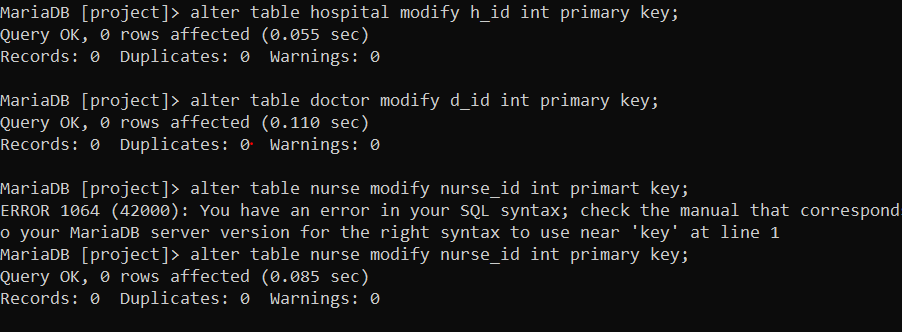 MariaDB [project]> alter table hospital modify h_id int primary key;
Query OK, 0 rows affected (0.055 sec)
Records: 0  Duplicates: 0  Warnings: 0
MariaDB [project]> alter table doctor modify d_id int primary key;
Query OK, 0 rows affected (0.110 sec)
Records: 0  Duplicates: 0  Warnings: 0
MariaDB [project]> alter table nurse modify nurse_id int primart key;
ERROR 1064 (42000): You have an error in your SQL syntax; check the manual that correspond
o your MariaDB server version for the right syntax to use near 'key' at line 1
MariaDB [project]> alter table nurse modify nurse_id int primary key;
Query OK, 0 rows affected (0.085 sec)
Records: 0  Duplicates: 0  Warnings: 0